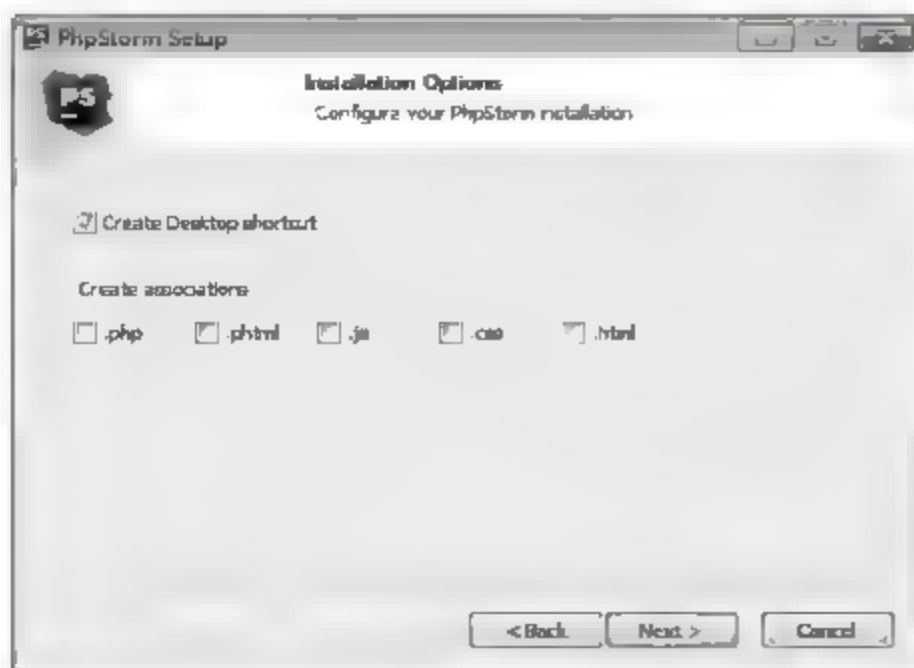 PS PhpStorm Setup
PS
Installation Options
Configure your PhpStorm installation
Create Desktop shortcut
Create associations
.php .phtml .js .css .html
< Back Next > Cancel